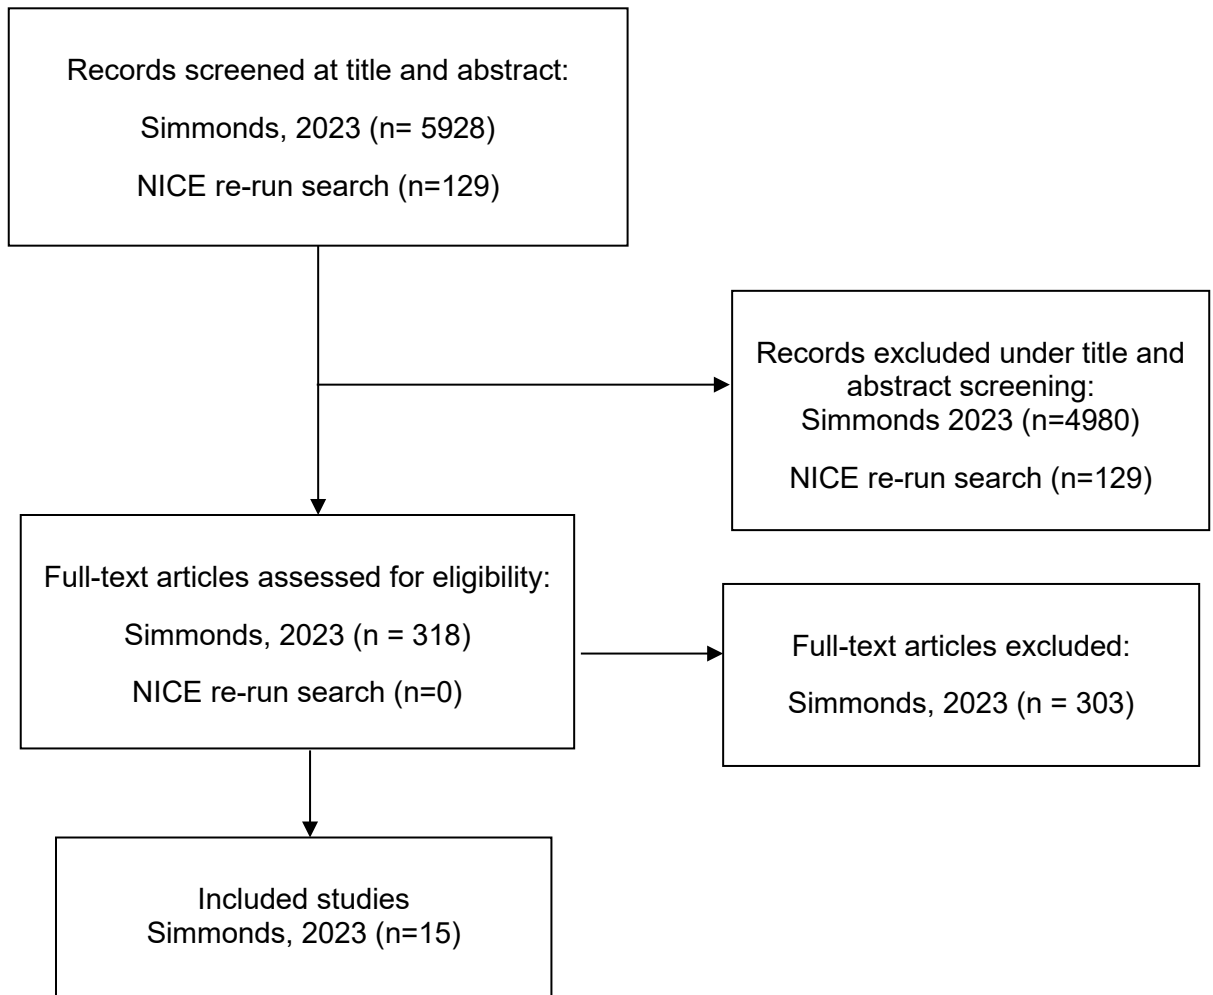 Records screened at title and abstract:
Simmonds, 2023 (n= 5928)
NICE re-run search (n=129)
Records excluded under title and
abstract screening:
Simmonds 2023 (n=4980)
NICE re-run search (n=129)
Full-text articles assessed for eligibility:
Simmonds, 2023 (n = 318)
NICE re-run search (n=0)
Full-text articles excluded:
Simmonds, 2023 (n = 303)
Included studies
Simmonds, 2023 (n=15)